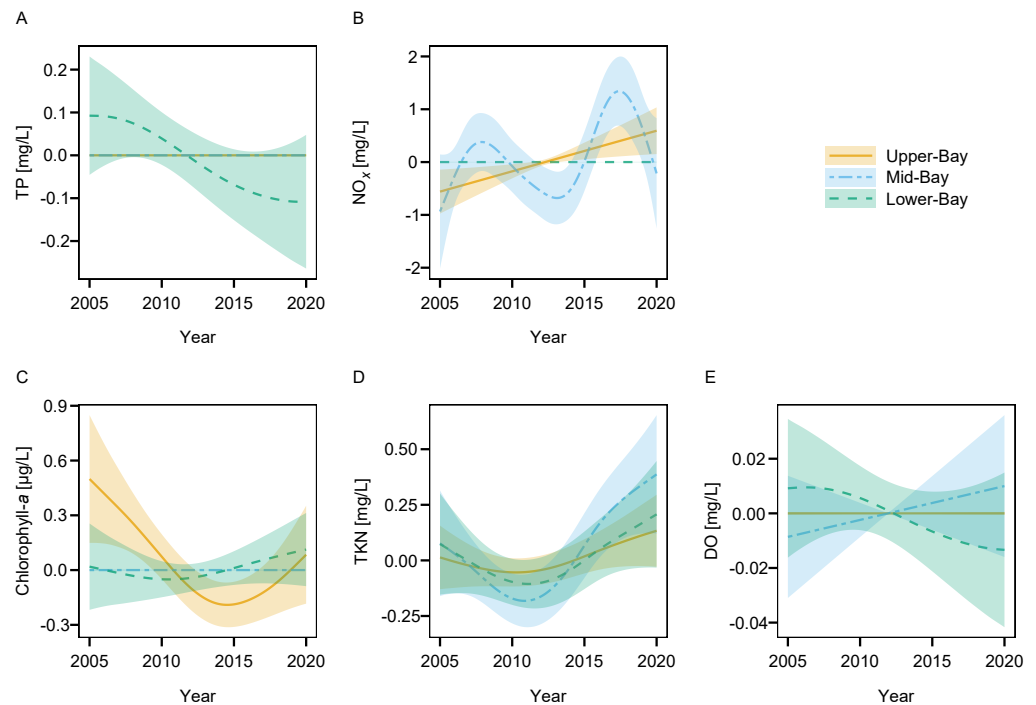 A
TP [mg/L]
0.2
0.1
0.0
-0.1
-0.2
2005 2010 2015 2020
Year
B
NOx [mg/L]
2
1
0
-1
-2
2005 2010 2015 2020
Year
Upper-Bay
Mid-Bay
Lower-Bay
C
Chlorophyll-a [µg/L]
0.9
0.6
0.3
0.0
-0.3
2005 2010 2015 2020
Year
D
TKN [mg/L]
0.50
0.25
0.00
-0.25
2005 2010 2015 2020
Year
E
DO [mg/L]
0.02
0.00
-0.02
-0.04
2005 2010 2015 2020
Year